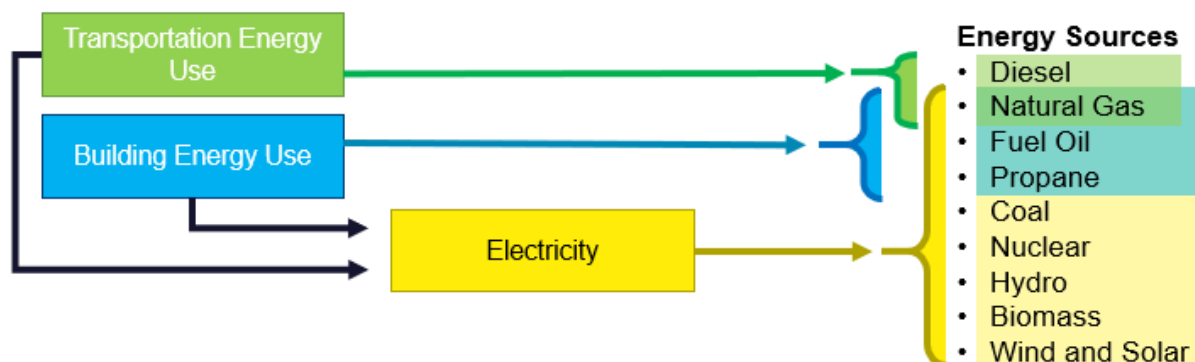 Transportation Energy
Use
Building Energy Use
Electricity
Energy Sources
• Diesel
• Natural Gas
• Fuel Oil
• Propane
• Coal
• Nuclear
• Hydro
• Biomass
• Wind and Solar